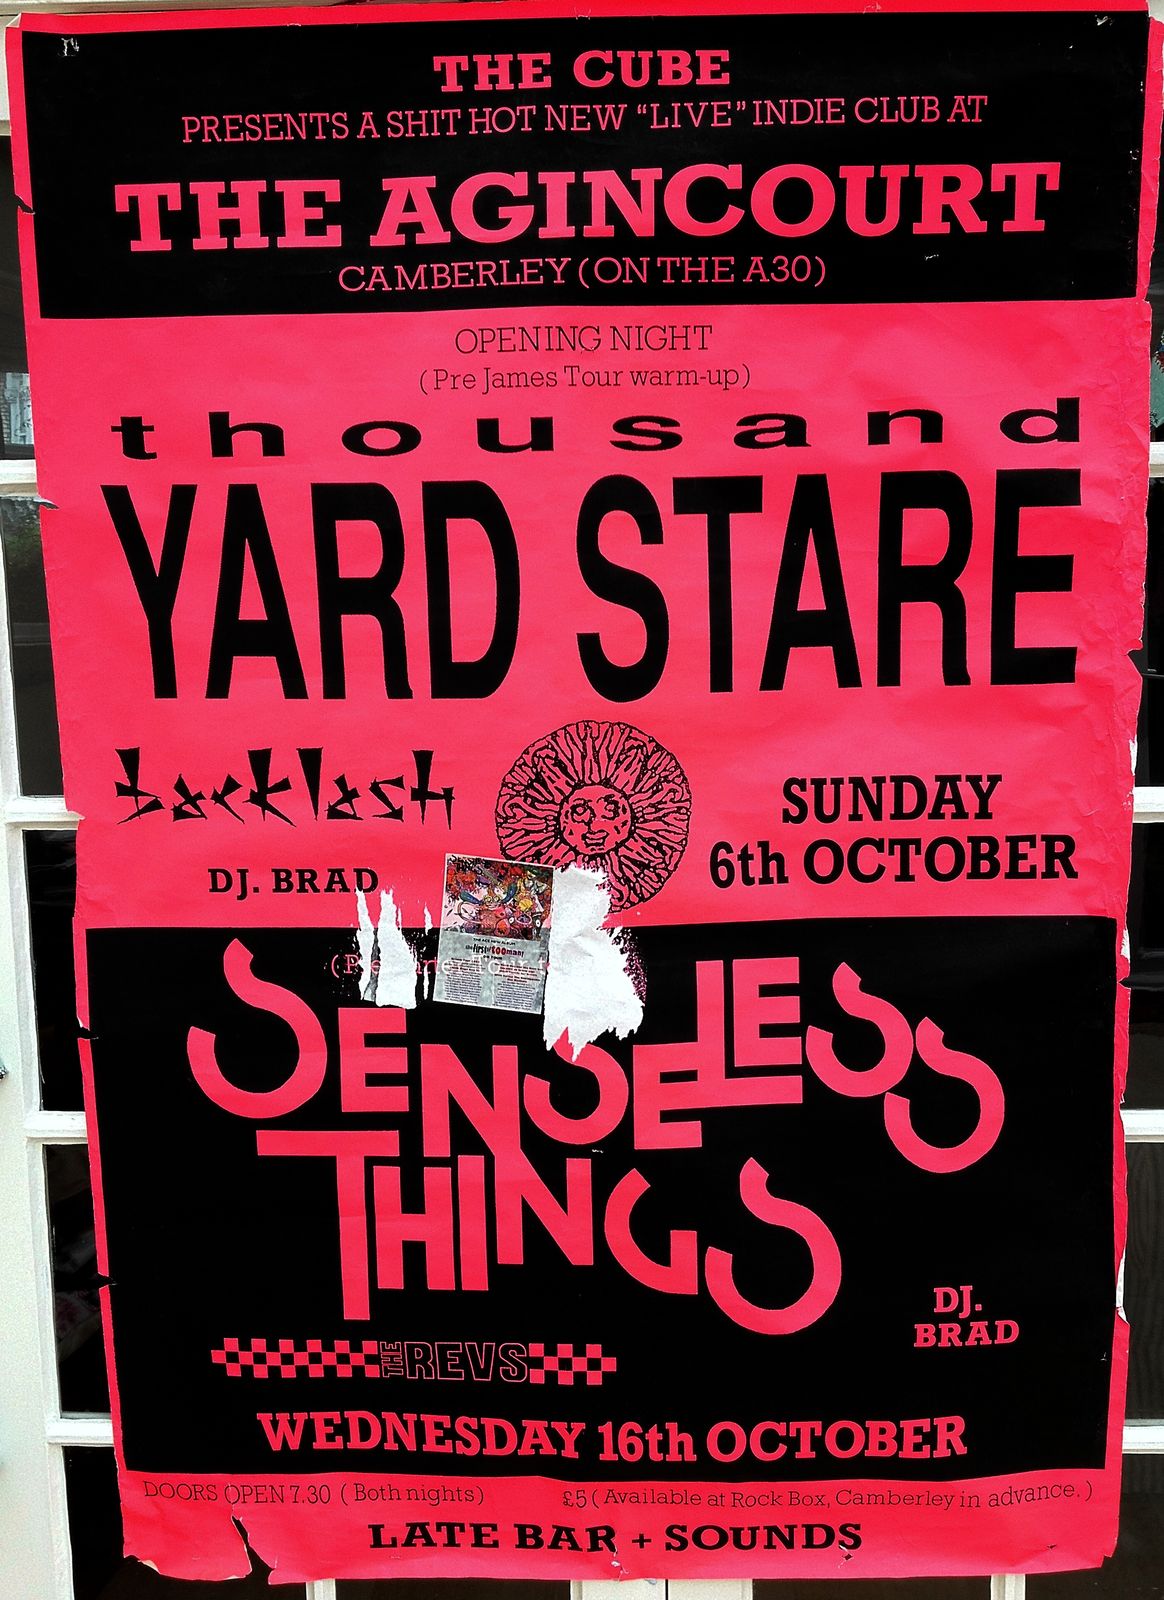 THE CUBE
PRESENTS A SHIT HOT NEW “LIVE” INDIE CLUB AT
THE AGINCOURT
CAMBERLEY (ON THE A30)
OPENING NIGHT
(Pre James Tour warm-up)
thousand
YARD STARE
backlash
DJ. BRAD
SUNDAY
6th OCTOBER
SENSELESS
THINGS
DJ.
BRAD
THE REVS
WEDNESDAY 16th OCTOBER
DOORS OPEN 7.30 (Both nights)
£5 (Available at Rock Box, Camberley in advance.)
LATE BAR + SOUNDS